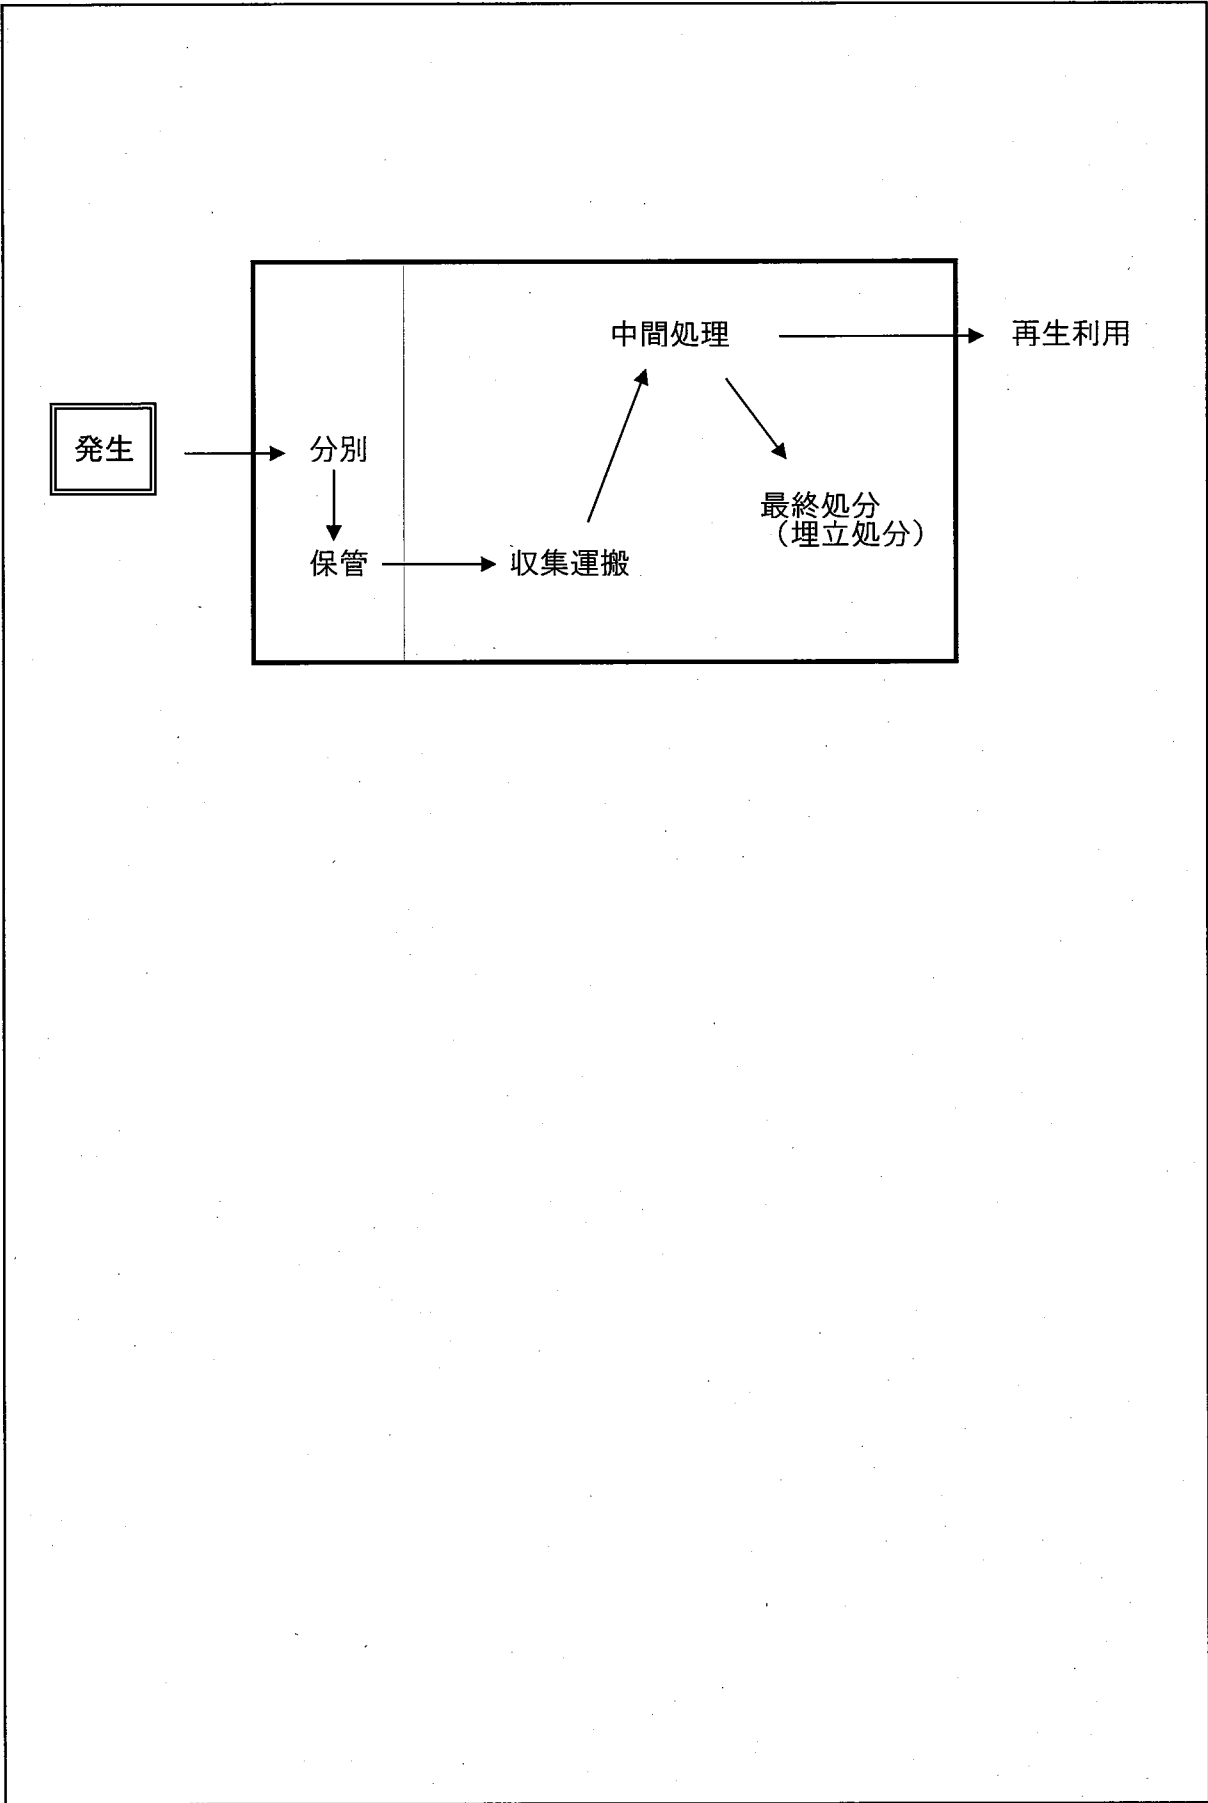 中間処理
再生利用
発生
分別
最終処分
（埋立処分）
保管
収集運搬